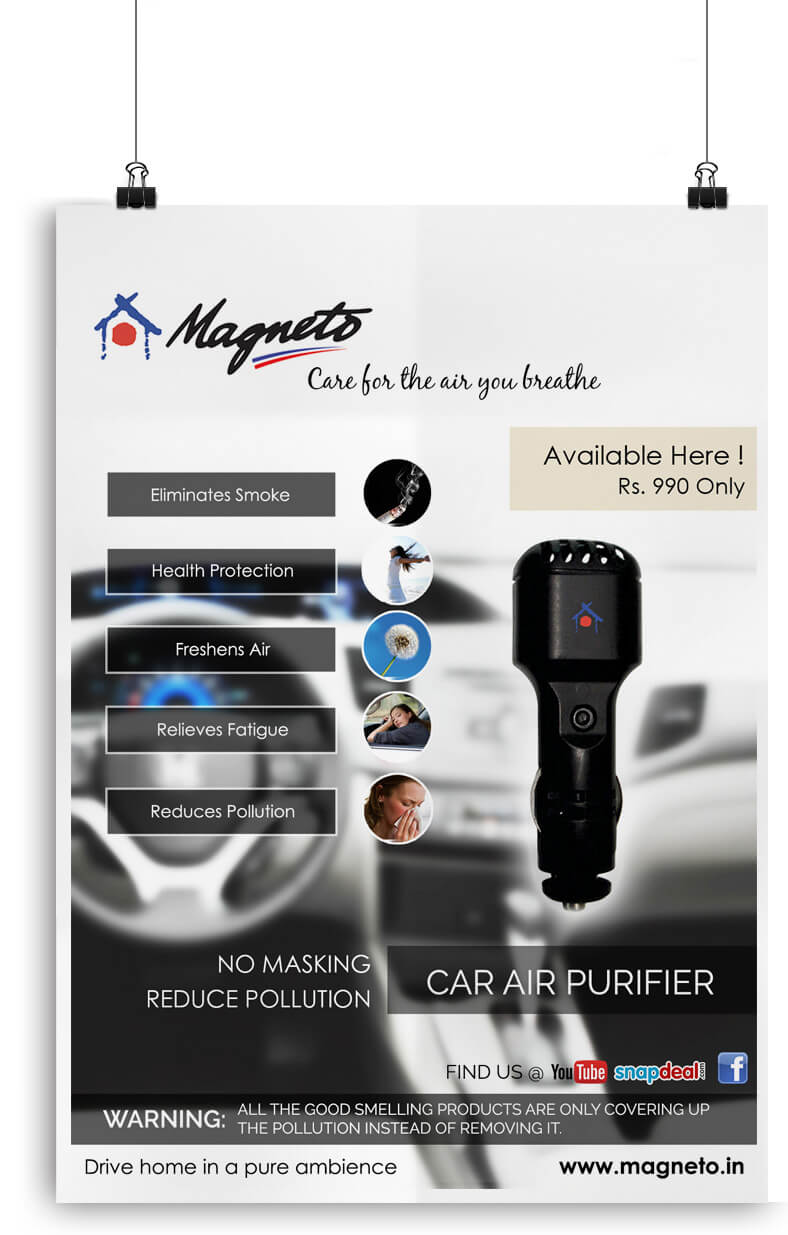 Magneto
Care for the air you breathe
Available Here !
Rs. 990 Only
Eliminates Smoke
Health Protection
Freshens Air
Relieves Fatigue
Reduces Pollution
NO MASKING
REDUCE POLLUTION
CAR AIR PURIFIER
FIND US @ YouTube snapdeal.com f
WARNING: ALL THE GOOD SMELLING PRODUCTS ARE ONLY COVERING UP
THE POLLUTION INSTEAD OF REMOVING IT.
Drive home in a pure ambience
www.magneto.in